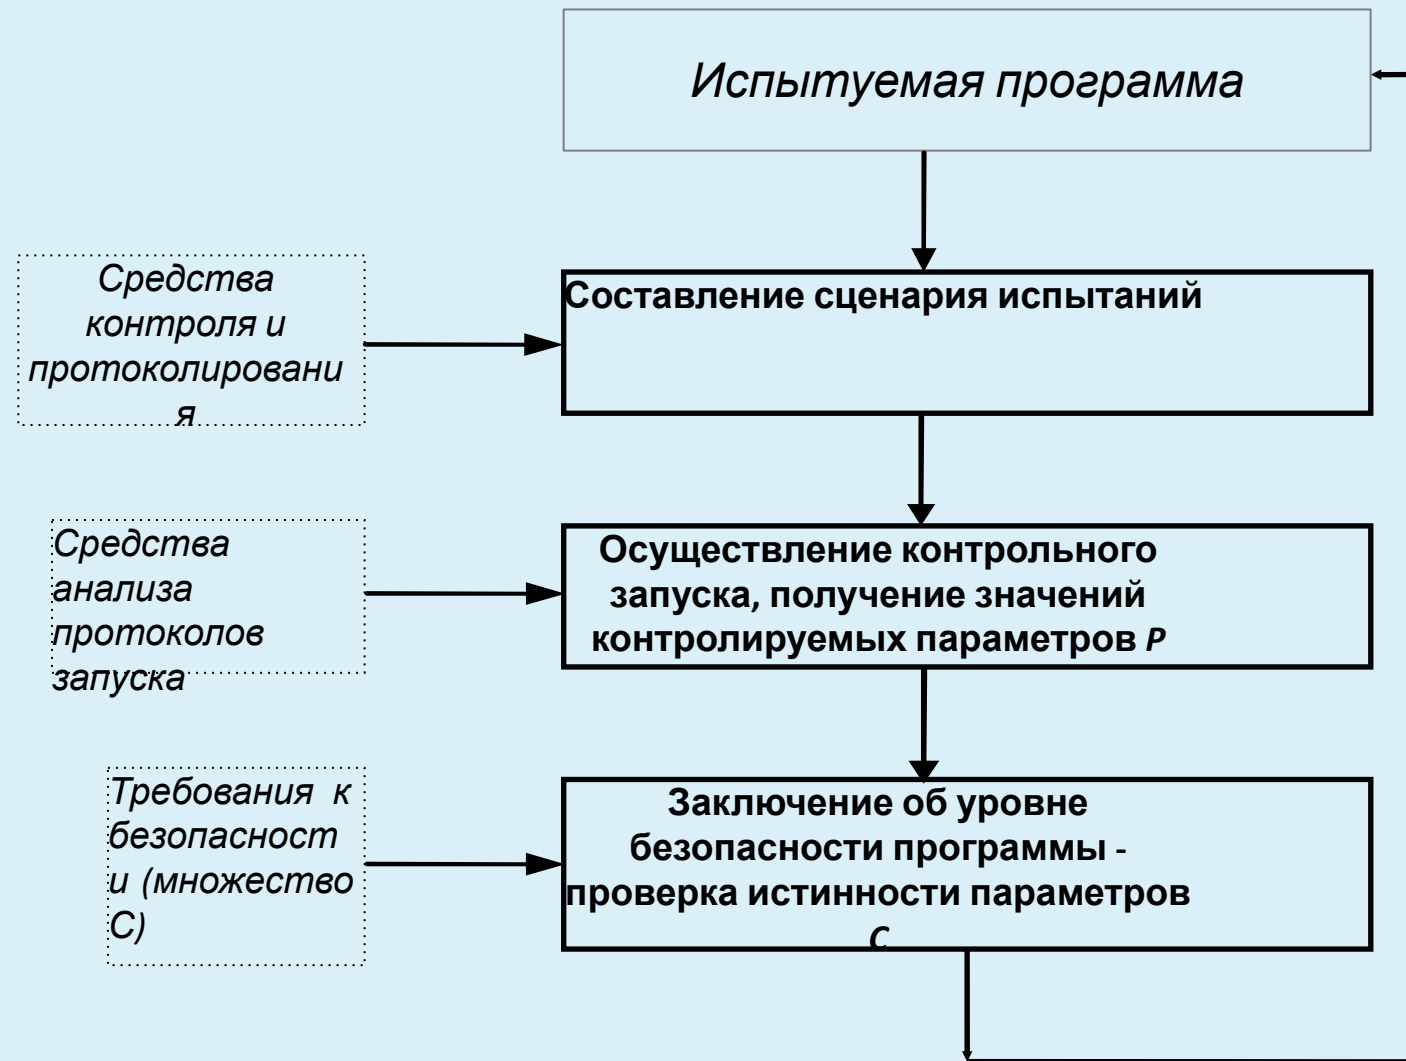 Испытуемая программа
Средства
контроля и
протоколировани
я
Составление сценария испытаний
Средства
анализа
протоколов
запуска
Осуществление контрольного
запуска, получение значений
контролируемых параметров P
Требования к
безопасност
и (множество
С)
Заключение об уровне
безопасности программы -
проверка истинности параметров
C